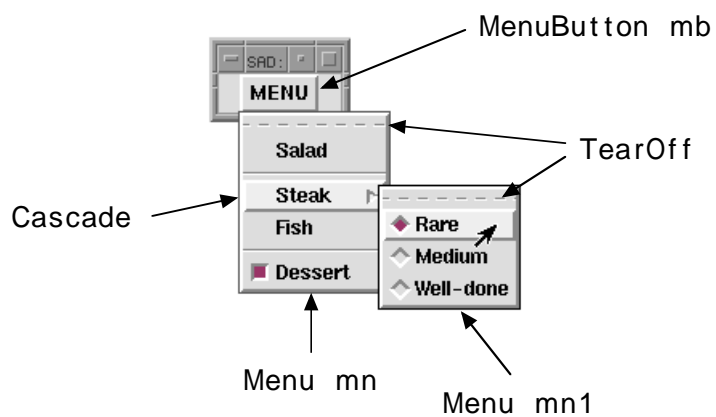 MenuButton mb
SAD:
MENU
TearOff
Salad
Steak
Cascade
Rare
Fish
Medium
Dessert
Well-done
Menu mn
Menu mn1